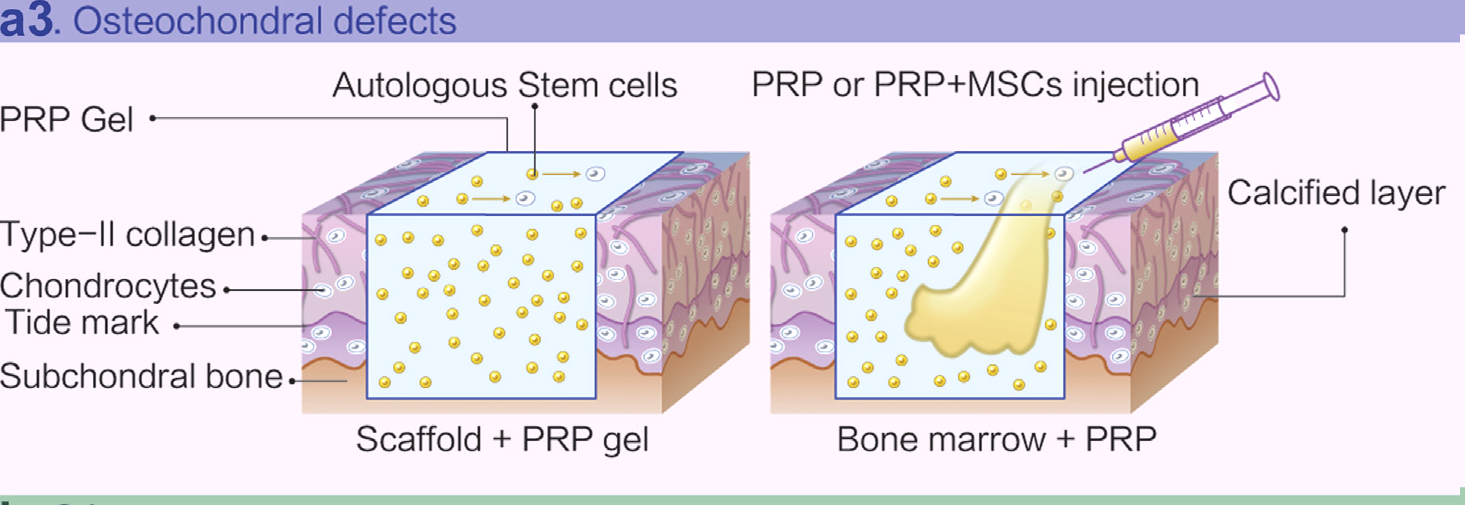 a3. Osteochondral defects
Autologous Stem cells
PRP or PRP+MSCs injection
PRP Gel
Calcified layer
Type-II collagen
Chondrocytes
Tide mark
Subchondral bone
Scaffold + PRP gel
Bone marrow + PRP